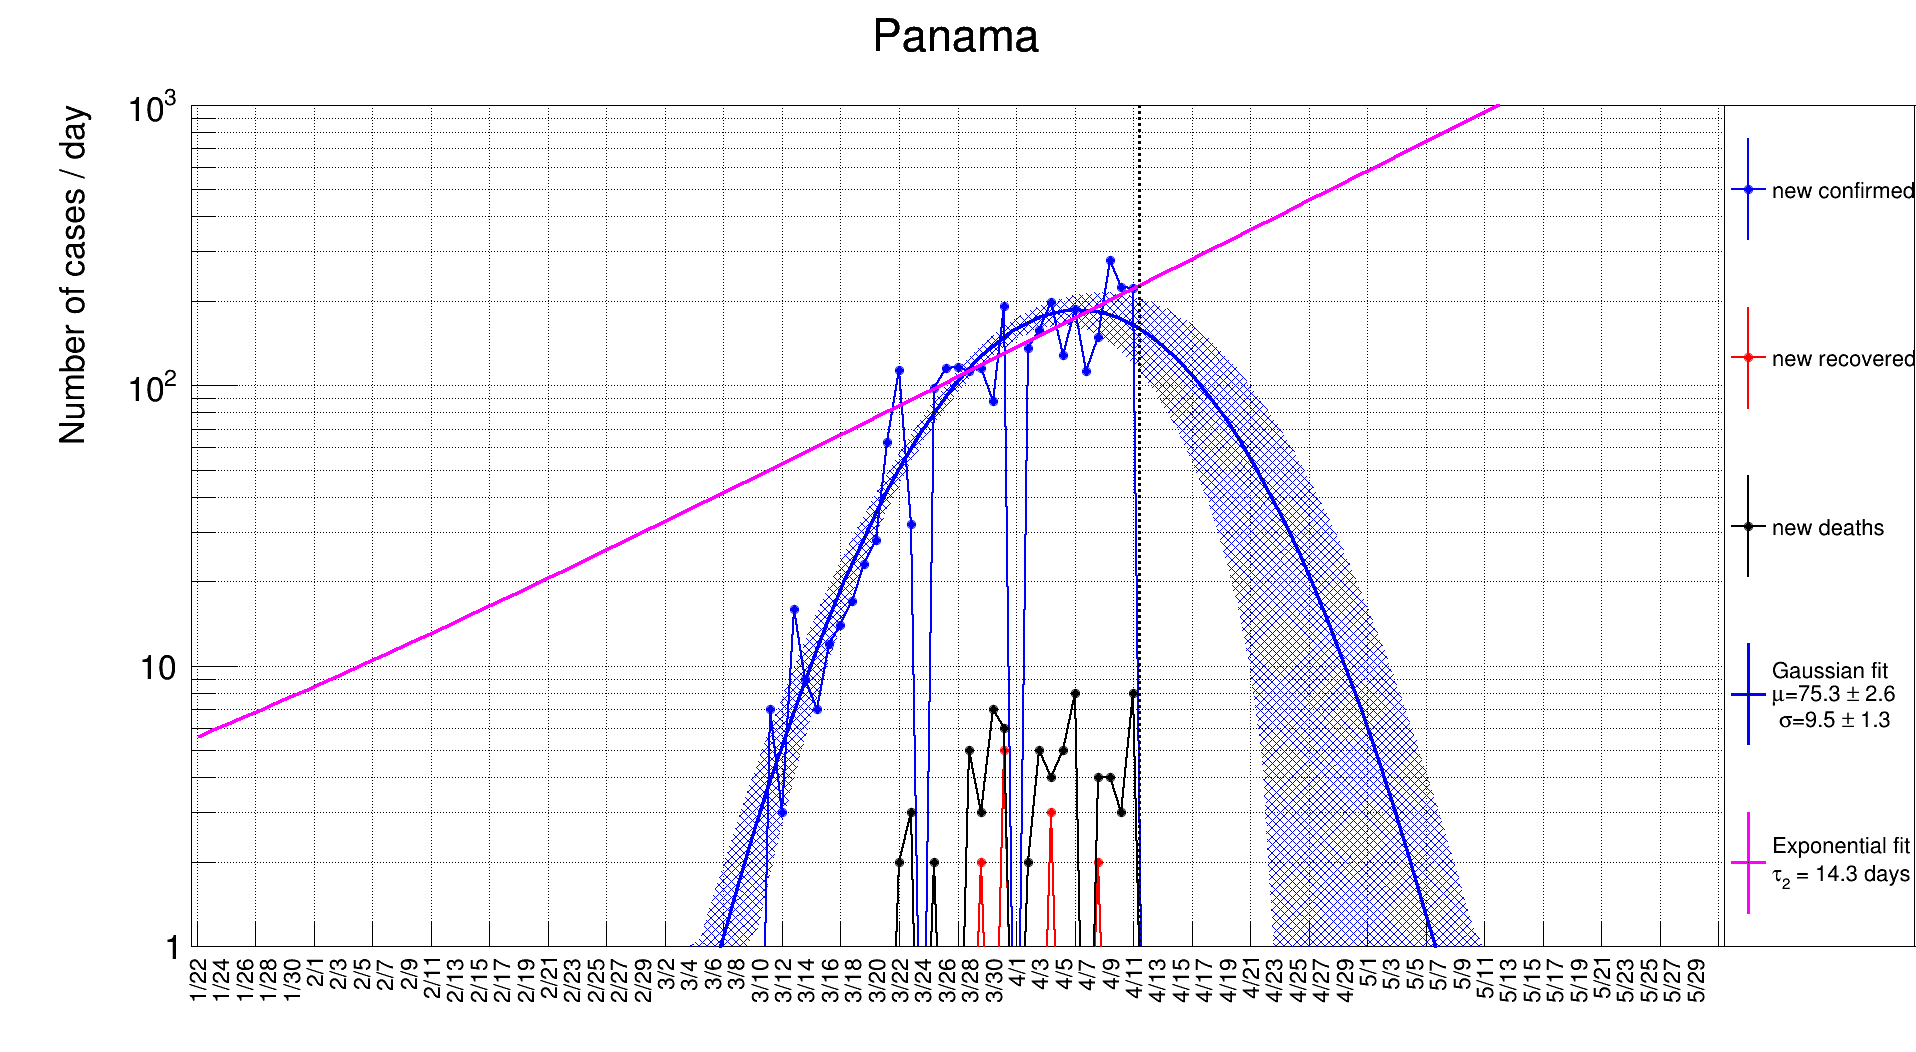 Panama
Number of cases / day
10³
10²
10
1
1/22 1/24 1/26 1/28 1/30 2/1 2/3 2/5 2/7 2/9 2/11 2/13 2/15 2/17 2/19 2/21 2/23 2/25 2/27 2/29 3/2 3/4 3/6 3/8 3/10 3/12 3/14 3/16 3/18 3/20 3/22 3/24 3/26 3/28 3/30 4/1 4/3 4/5 4/7 4/9 4/11 4/13 4/15 4/17 4/19 4/21 4/23 4/25 4/27 4/29 5/1 5/3 5/5 5/7 5/9 5/11 5/13 5/15 5/17 5/19 5/21 5/23 5/25 5/27 5/29
new confirmed
new recovered
new deaths
Gaussian fit
μ=75.3 ± 2.6
σ=9.5 ± 1.3
Exponential fit
τ₂ = 14.3 days